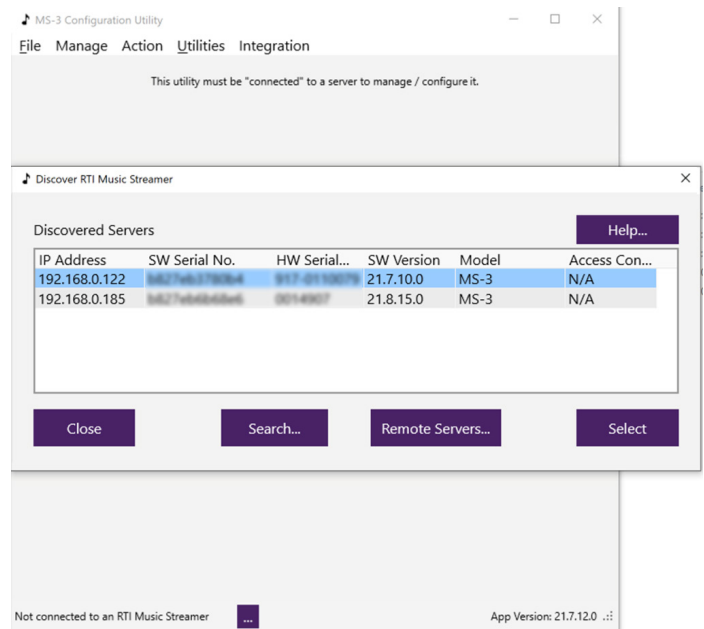 MS-3 Configuration Utility
File Manage Action Utilities Integration
This utility must be "connected" to a server to manage / configure it.
Discover RTI Music Streamer
Discovered Servers
Help...
IP Address SW Serial No. HW Serial... SW Version Model Access Con...
192.168.0.122 21.7.10.0 MS-3 N/A
192.168.0.185 21.8.15.0 MS-3 N/A
Close Search... Remote Servers... Select
Not connected to an RTI Music Streamer ... App Version: 21.7.12.0